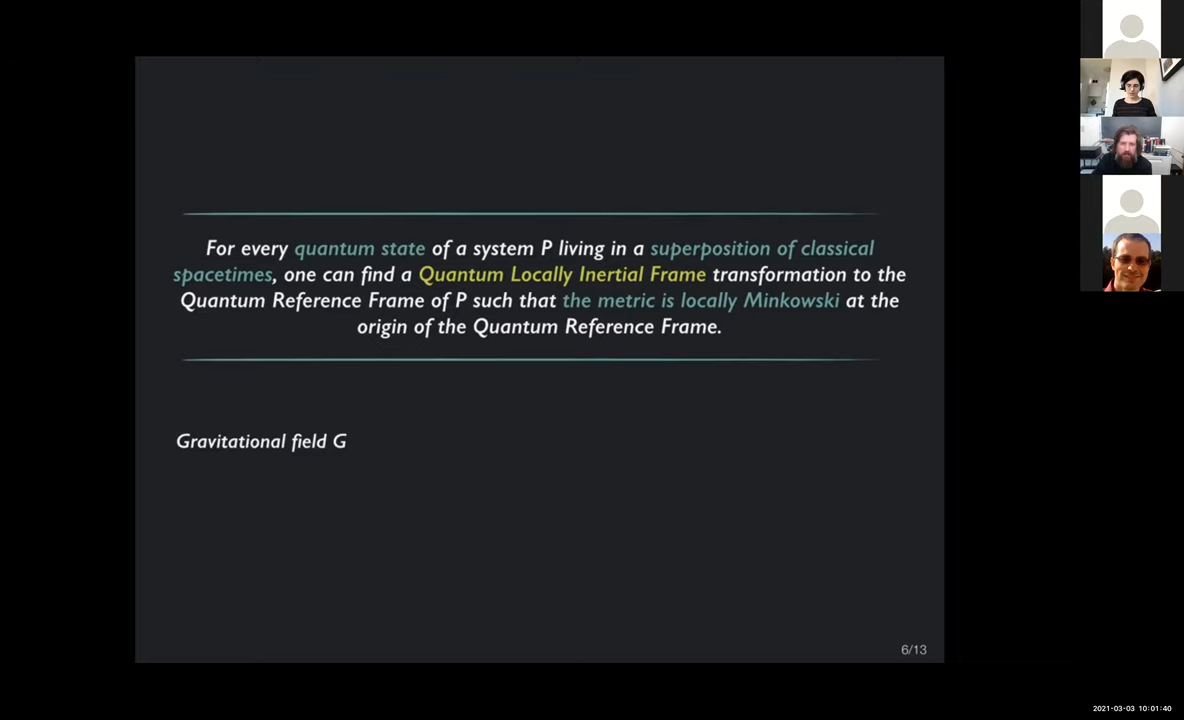 For every quantum state of a system P living in a superposition of classical
spacetimes, one can find a Quantum Locally Inertial Frame transformation to the
Quantum Reference Frame of P such that the metric is locally Minkowski at the
origin of the Quantum Reference Frame.
Gravitational field G
6/13
2021-03-03 10:01:40